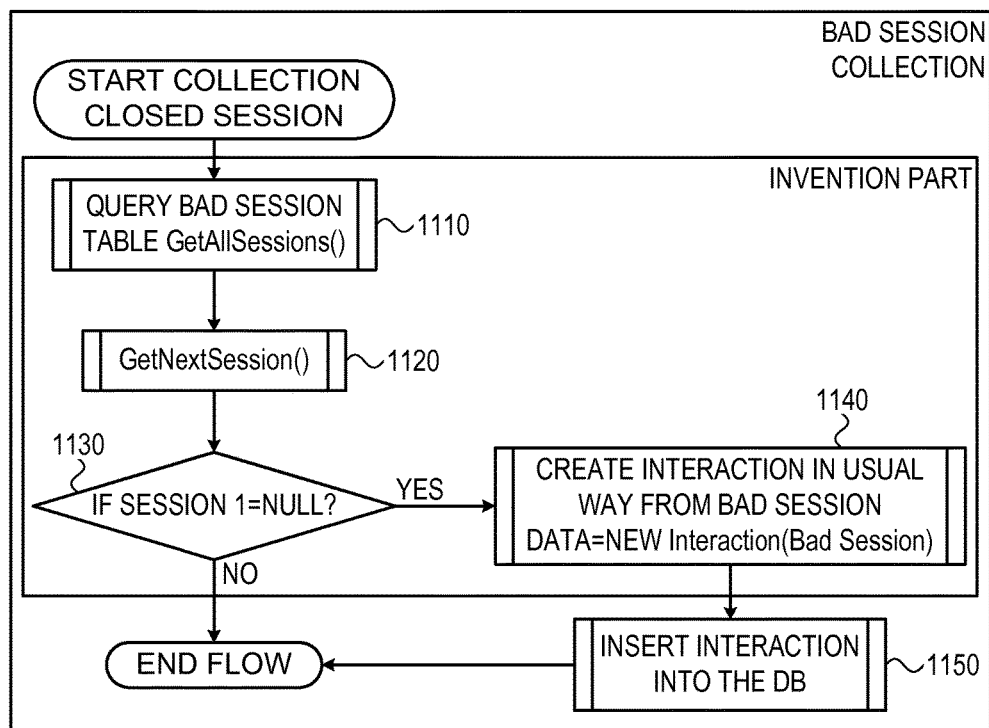 BAD SESSION
COLLECTION
START COLLECTION
CLOSED SESSION
INVENTION PART
QUERY BAD SESSION
TABLE GetAllSessions()
1110
GetNextSession()
1120
1130
IF SESSION 1=NULL?
YES
NO
1140
CREATE INTERACTION IN USUAL
WAY FROM BAD SESSION
DATA=NEW Interaction(Bad Session)
END FLOW
INSERT INTERACTION
INTO THE DB
1150